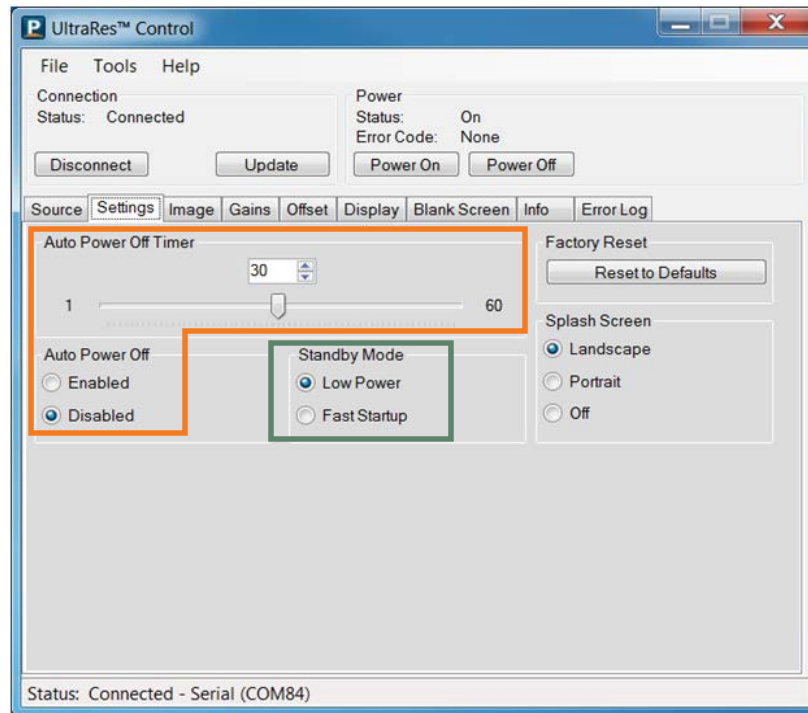 P UltraRes™ Control
File Tools Help
Connection
Status: Connected
Disconnect Update
Power
Status: On
Error Code: None
Power On Power Off
Source Settings Image Gains Offset Display Blank Screen Info Error Log
Auto Power Off Timer
30
1 60
Auto Power Off
Enabled
Disabled
Standby Mode
Low Power
Fast Startup
Factory Reset
Reset to Defaults
Splash Screen
Landscape
Portrait
Off
Status: Connected - Serial (COM84)